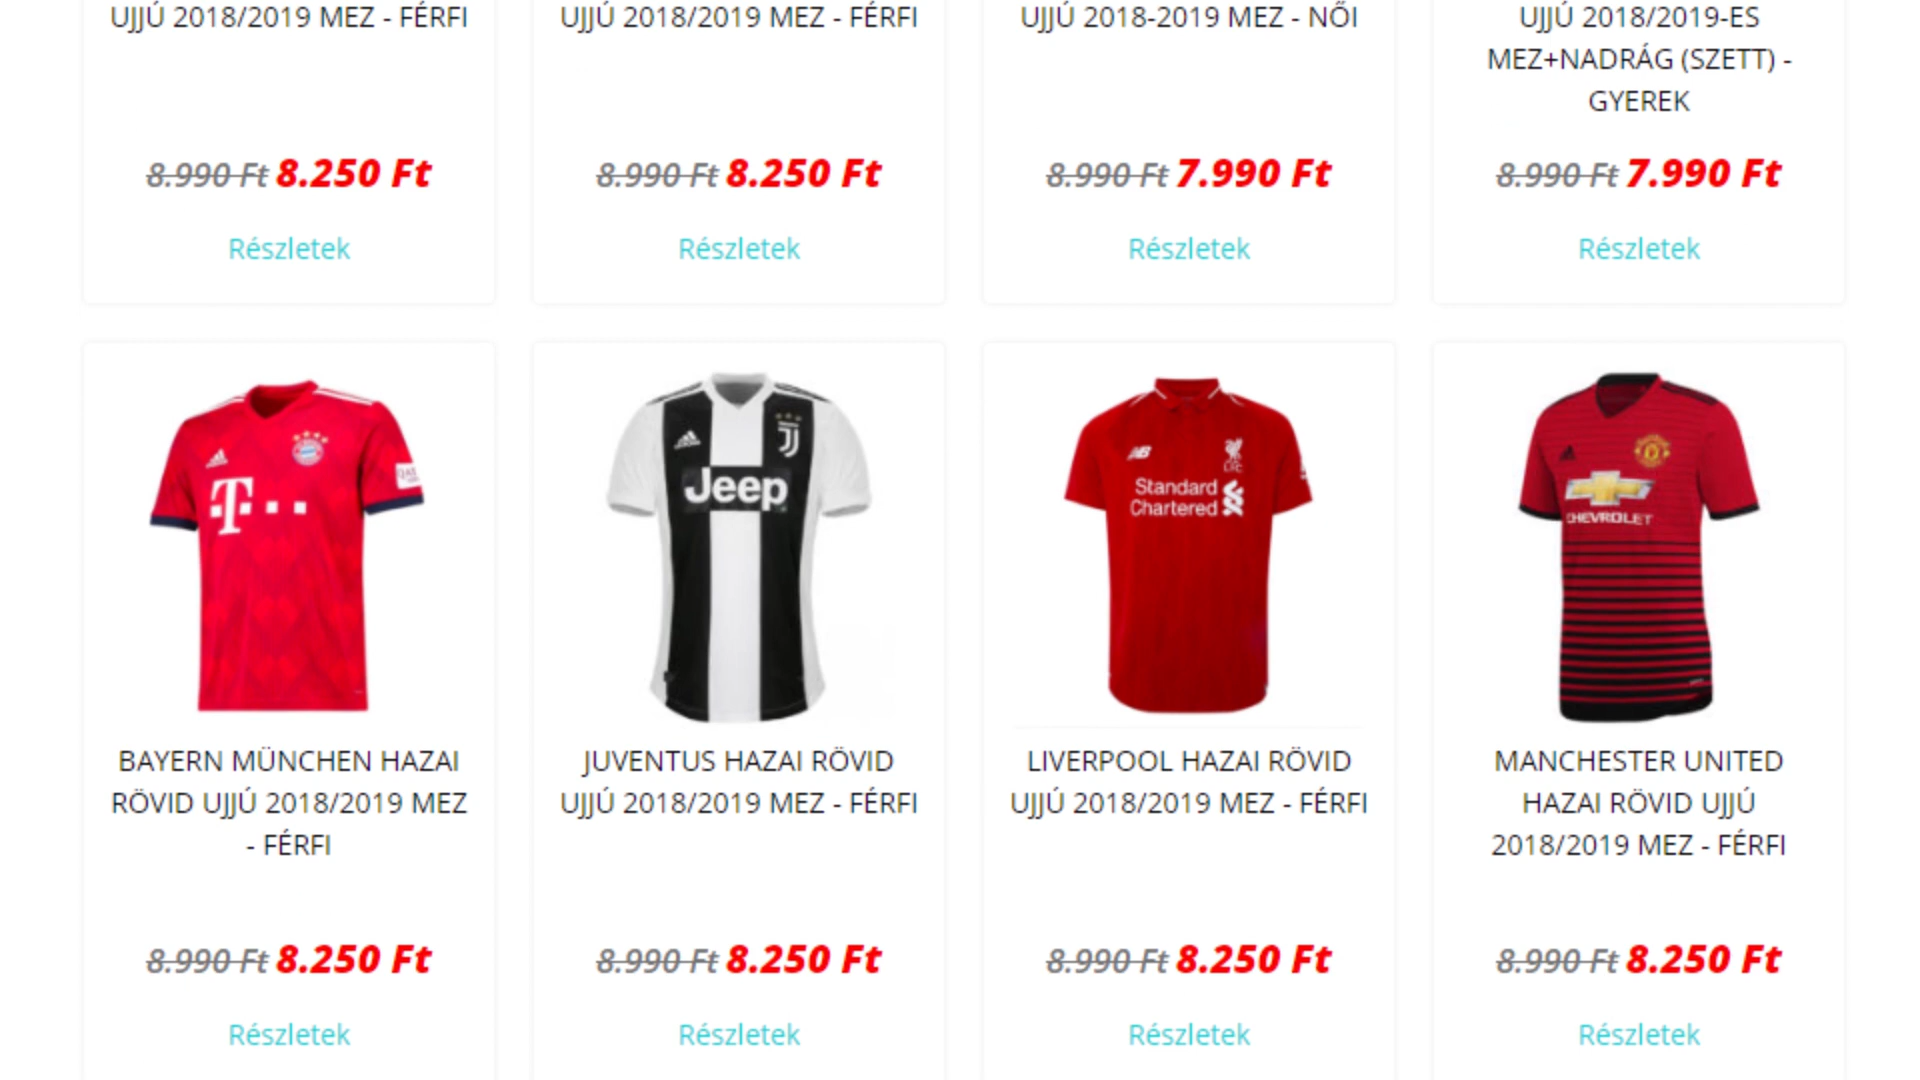 UJJÚ 2018/2019 MEZ - FÉRFI
8.990 Ft 8.250 Ft
Részletek
UJJÚ 2018/2019 MEZ - FÉRFI
8.990 Ft 8.250 Ft
Részletek
UJJÚ 2018-2019 MEZ - NŐI
8.990 Ft 7.990 Ft
Részletek
UJJÚ 2018/2019-ES
MEZ+NADRÁG (SZETT) -
GYEREK
8.990 Ft 7.990 Ft
Részletek
T . .
BAYERN MÜNCHEN HAZAI
RÖVID UJJÚ 2018/2019 MEZ
- FÉRFI
8.990 Ft 8.250 Ft
Részletek
Jeep
JUVENTUS HAZAI RÖVID
UJJÚ 2018/2019 MEZ - FÉRFI
8.990 Ft 8.250 Ft
Részletek
LFC
Standard
Chartered
LIVERPOOL HAZAI RÖVID
UJJÚ 2018/2019 MEZ - FÉRFI
8.990 Ft 8.250 Ft
Részletek
CHEVROLET
MANCHESTER UNITED
HAZAI RÖVID UJJÚ
2018/2019 MEZ - FÉRFI
8.990 Ft 8.250 Ft
Részletek